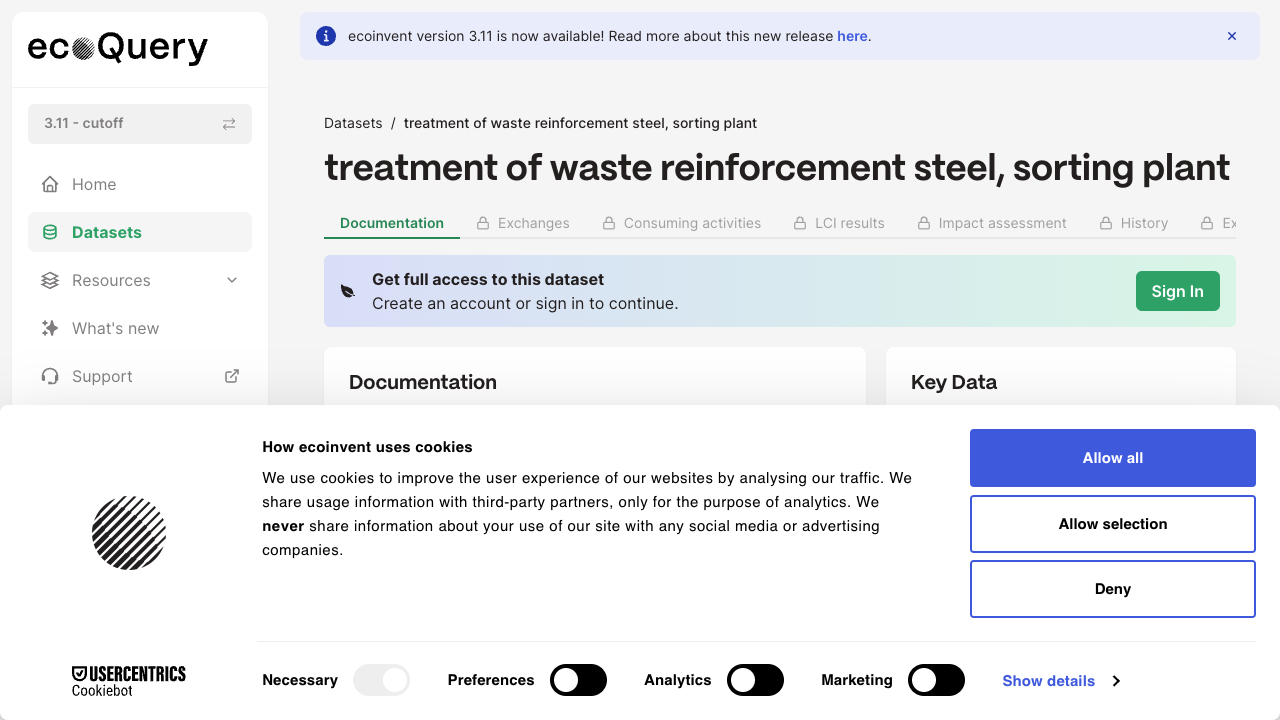 ecoQuery
ecoinvent version 3.11 is now available! Read more about this new release here.
3.11 - cutoff
Home
Datasets
Resources
What's new
Support
Datasets / treatment of waste reinforcement steel, sorting plant
treatment of waste reinforcement steel, sorting plant
Documentation Exchanges Consuming activities LCI results Impact assessment History Ex
Get full access to this dataset
Create an account or sign in to continue.
Sign In
Documentation
Key Data
How ecoinvent uses cookies
We use cookies to improve the user experience of our websites by analysing our traffic. We
share usage information with third-party partners, only for the purpose of analytics. We
never share information about your use of our site with any social media or advertising
companies.
Allow all
Allow selection
Deny
USERCENTRICS
Cookiebot
Necessary Preferences Analytics Marketing Show details